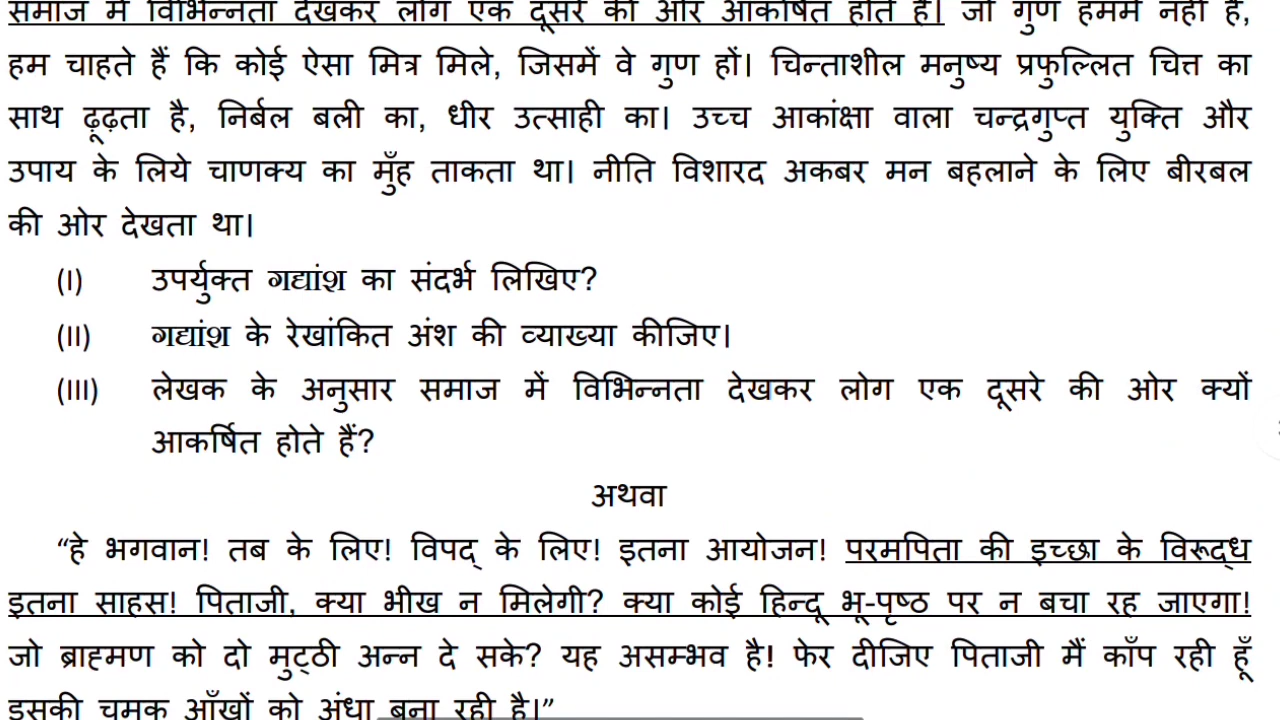 समाज में विभिन्नता देखकर लोग एक दूसरे की ओर आकर्षित होते हैं। जो गुण हममें नहीं हैं,
हम चाहते हैं कि कोई ऐसा मित्र मिले, जिसमें वे गुण हों। चिन्ताशील मनुष्य प्रफुल्लित चित्त का
साथ ढूढ़ता है, निर्बल बली का, धीर उत्साही का। उच्च आकांक्षा वाला चन्द्रगुप्त युक्ति और
उपाय के लिये चाणक्य का मुँह ताकता था। नीति विशारद अकबर मन बहलाने के लिए बीरबल
की ओर देखता था।
(I) उपर्युक्त गद्यांश का संदर्भ लिखिए?
(II) गद्यांश के रेखांकित अंश की व्याख्या कीजिए।
(III) लेखक के अनुसार समाज में विभिन्नता देखकर लोग एक दूसरे की ओर क्यों
आकर्षित होते हैं?
अथवा
“हे भगवान! तब के लिए! विपद् के लिए! इतना आयोजन! परमपिता की इच्छा के विरूद्ध
इतना साहस! पिताजी, क्या भीख न मिलेगी? क्या कोई हिन्दू भू-पृष्ठ पर न बचा रह जाएगा!
जो ब्राह्मण को दो मुट्ठी अन्न दे सके? यह असम्भव है! फेर दीजिए पिताजी मैं काँप रही हूँ
इसकी चमक आँखों को अंधा बना रही है।”